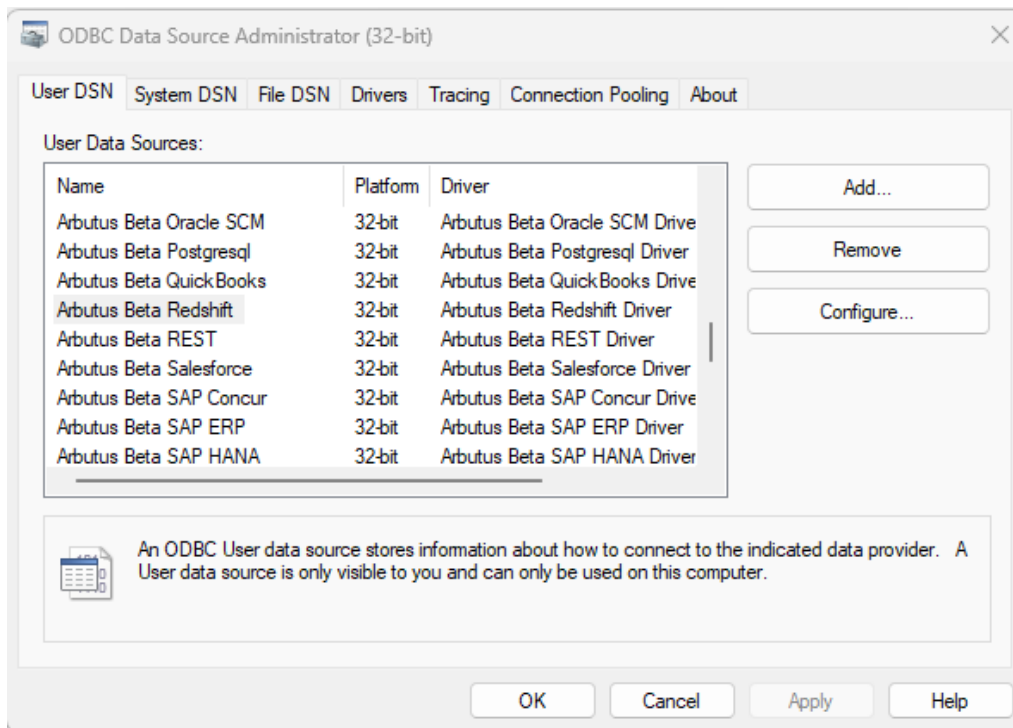 ODBC Data Source Administrator (32-bit)
User DSN System DSN File DSN Drivers Tracing Connection Pooling About
User Data Sources:
Name Platform Driver
Arbutus Beta Oracle SCM 32-bit Arbutus Beta Oracle SCM Drive
Arbutus Beta Postgresql 32-bit Arbutus Beta Postgresql Driver
Arbutus Beta QuickBooks 32-bit Arbutus Beta QuickBooks Drive
Arbutus Beta Redshift 32-bit Arbutus Beta Redshift Driver
Arbutus Beta REST 32-bit Arbutus Beta REST Driver
Arbutus Beta Salesforce 32-bit Arbutus Beta Salesforce Driver
Arbutus Beta SAP Concur 32-bit Arbutus Beta SAP Concur Drive
Arbutus Beta SAP ERP 32-bit Arbutus Beta SAP ERP Driver
Arbutus Beta SAP HANA 32-bit Arbutus Beta SAP HANA Driver
Add...
Remove
Configure...
An ODBC User data source stores information about how to connect to the indicated data provider. A
User data source is only visible to you and can only be used on this computer.
OK Cancel Apply Help